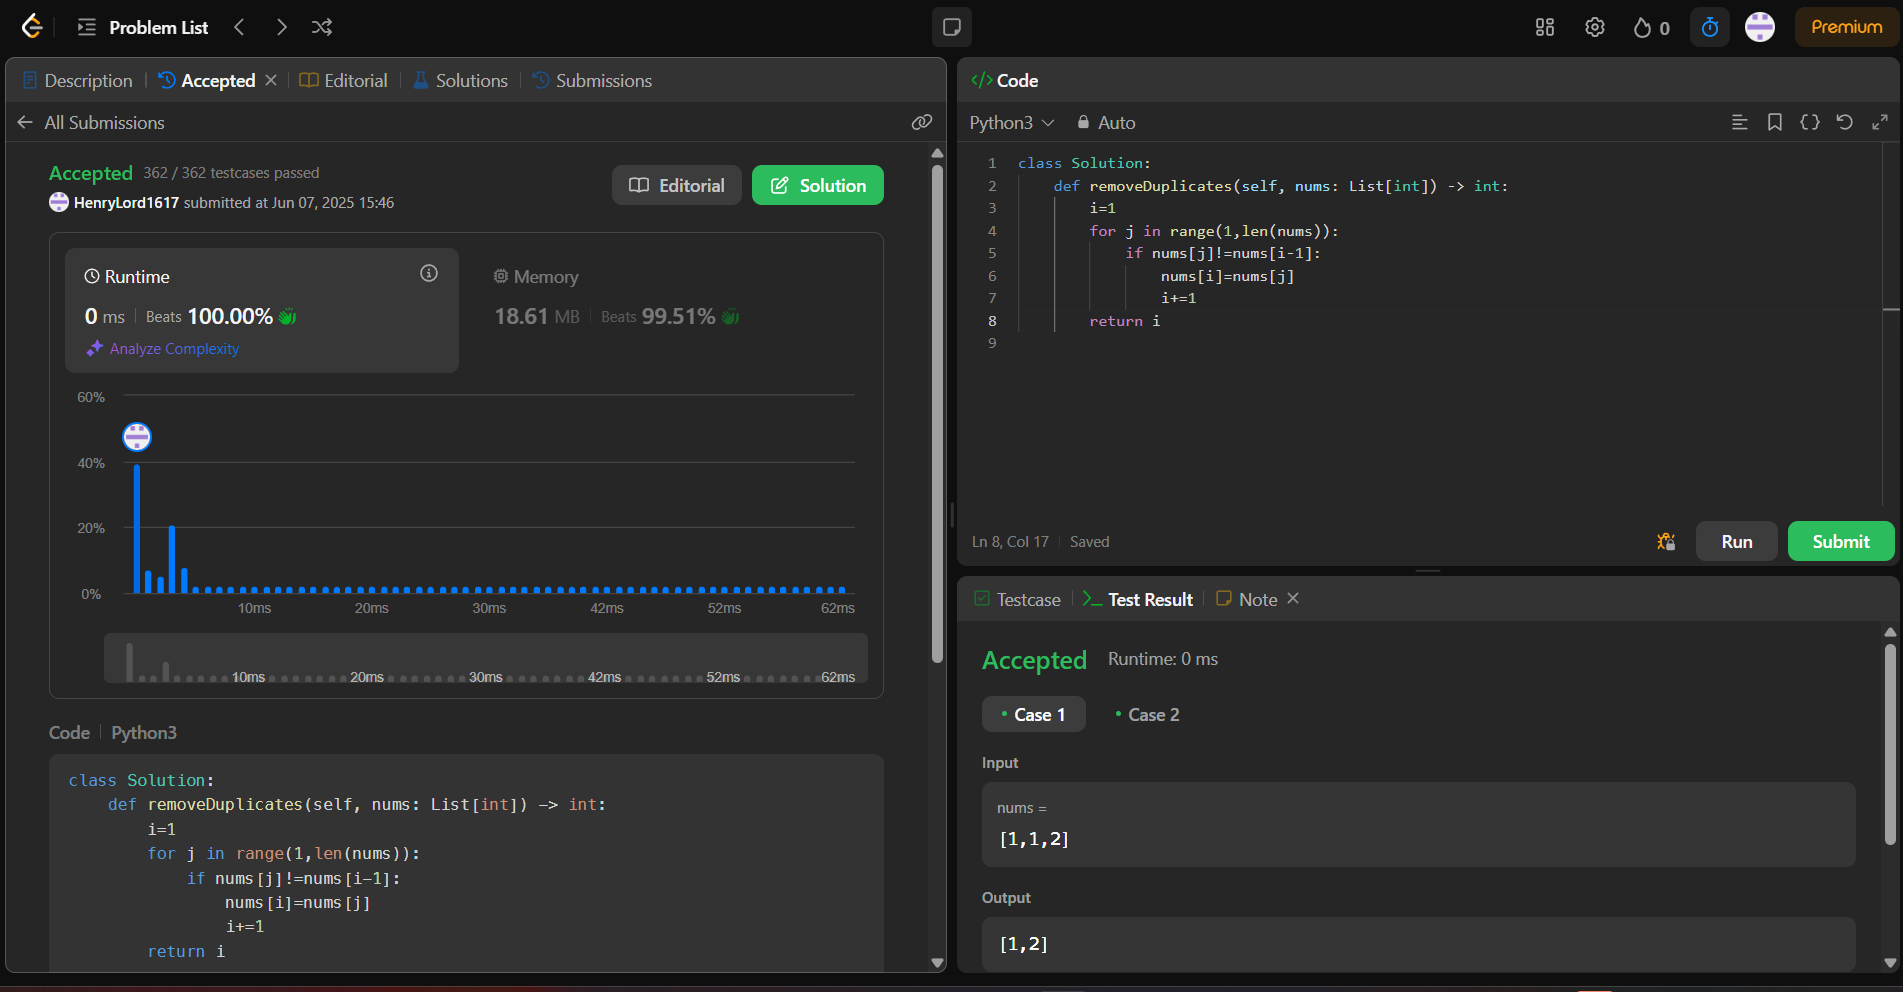 Problem List
0
Premium
Description
Accepted
Editorial
Solutions
Submissions
All Submissions
Accepted 362 / 362 testcases passed
HenryLord1617 submitted at Jun 07, 2025 15:46
Editorial
Solution
Runtime
0 ms Beats 100.00%
Analyze Complexity
Memory
18.61 MB Beats 99.51%
60%
40%
20%
0%
10ms 20ms 30ms 42ms 52ms 62ms
10ms 20ms 30ms 42ms 52ms 62ms
Code Python3
class Solution:
    def removeDuplicates(self, nums: List[int]) -> int:
        i=1
        for j in range(1,len(nums)):
            if nums[j]!=nums[i-1]:
                nums[i]=nums[j]
                i+=1
        return i
</> Code
Python3 Auto
1 class Solution:
2     def removeDuplicates(self, nums: List[int]) -> int:
3         i=1
4         for j in range(1,len(nums)):
5             if nums[j]!=nums[i-1]:
6                 nums[i]=nums[j]
7                 i+=1
8         return i
9
Ln 8, Col 17 Saved
Run
Submit
Testcase
Test Result
Note
Accepted Runtime: 0 ms
Case 1
Case 2
Input
nums =
[1,1,2]
Output
[1,2]